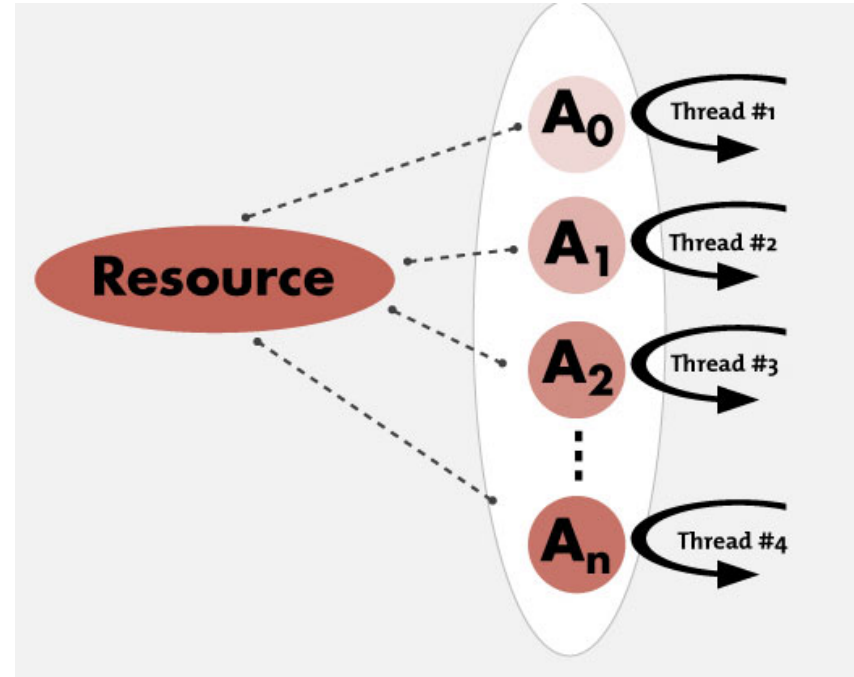 A₀
Thread #1
A₁
Thread #2
Resource
A₂
Thread #3
Aₙ
Thread #4